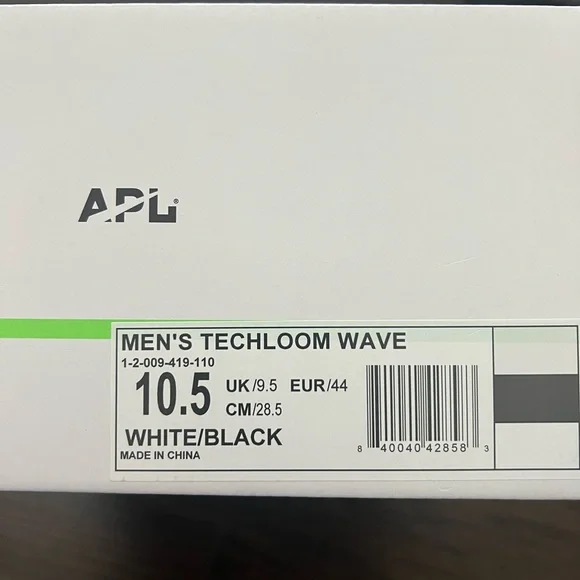 APL®
MEN'S TECHLOOM WAVE
1-2-009-419-110
10.5 UK/9.5 EUR/44
CM/28.5
WHITE/BLACK
MADE IN CHINA
8 40040 42858 3